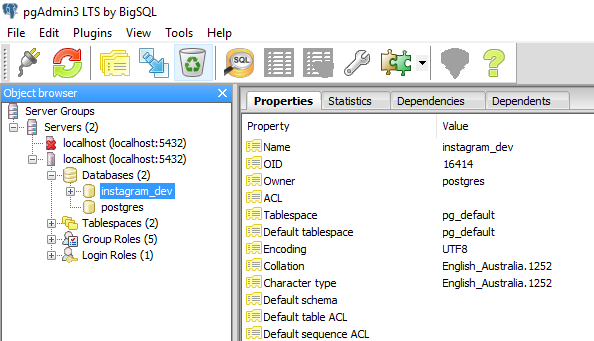 pgAdmin3 LTS by BigSQL
File Edit Plugins View Tools Help
SQL
Object browser
Server Groups
Servers (2)
localhost (localhost:5432)
localhost (localhost:5432)
Databases (2)
instagram_dev
postgres
Tablespaces (2)
Group Roles (5)
Login Roles (1)
Properties Statistics Dependencies Dependents
Property Value
Name instagram_dev
OID 16414
Owner postgres
ACL
Tablespace pg_default
Default tablespace pg_default
Encoding UTF8
Collation English_Australia.1252
Character type English_Australia.1252
Default schema
Default table ACL
Default sequence ACL